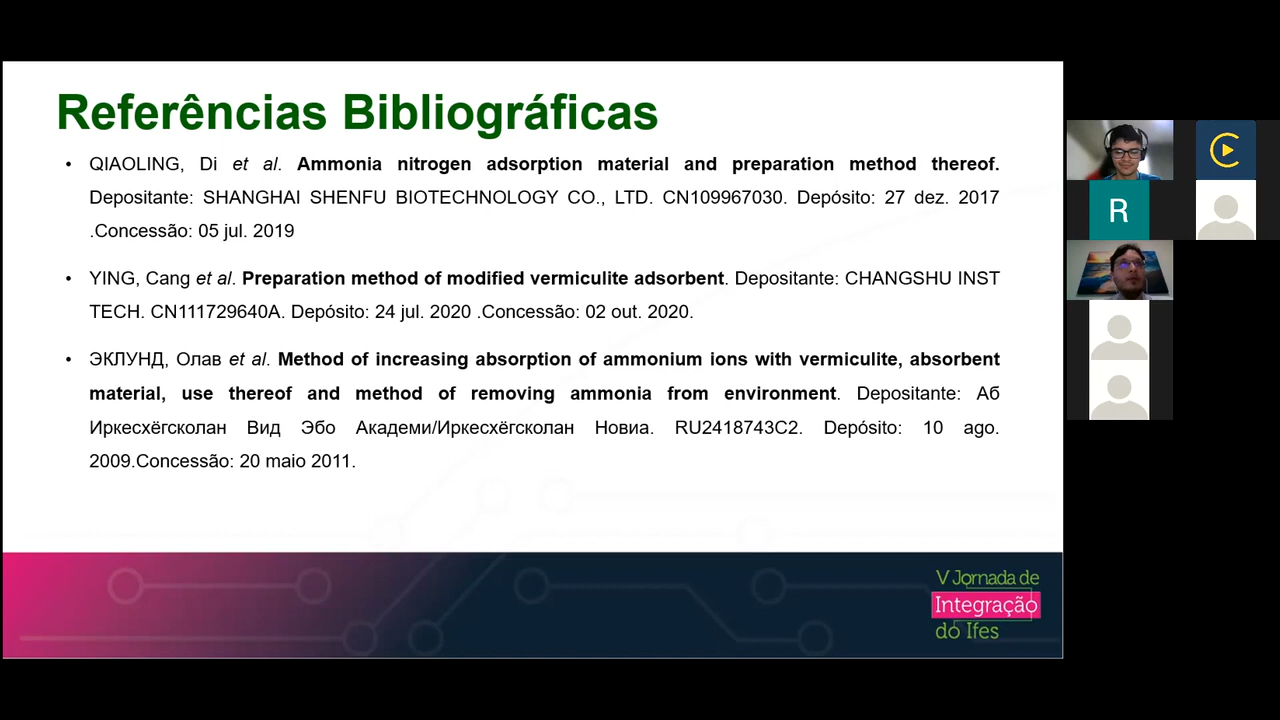 Referências Bibliográficas
• QIAOLING, Di et al. Ammonia nitrogen adsorption material and preparation method thereof.
Depositante: SHANGHAI SHENFU BIOTECHNOLOGY CO., LTD. CN109967030. Depósito: 27 dez. 2017
.Concessão: 05 jul. 2019
• YING, Cang et al. Preparation method of modified vermiculite adsorbent. Depositante: CHANGSHU INST
TECH. CN111729640A. Depósito: 24 jul. 2020 .Concessão: 02 out. 2020.
• ЭКЛУНД, Олав et al. Method of increasing absorption of ammonium ions with vermiculite, absorbent
material, use thereof and method of removing ammonia from environment. Depositante: Аб
Иркесхёгсколан Вид Эбо Академи/Иркесхёгсколан Новиа. RU2418743C2. Depósito: 10 ago.
2009.Concessão: 20 maio 2011.
V Jornada de
Integração
do Ifes
R